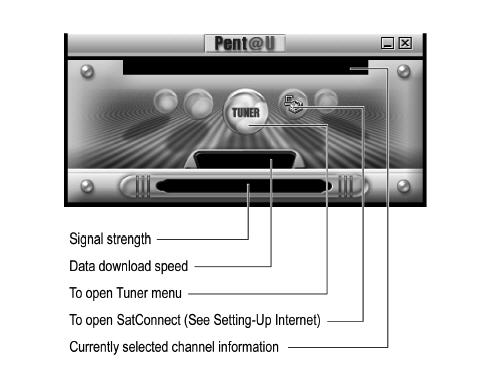 Pent@U
TUNER
Signal strength
Data download speed
To open Tuner menu
To open SatConnect (See Setting-Up Internet)
Currently selected channel information